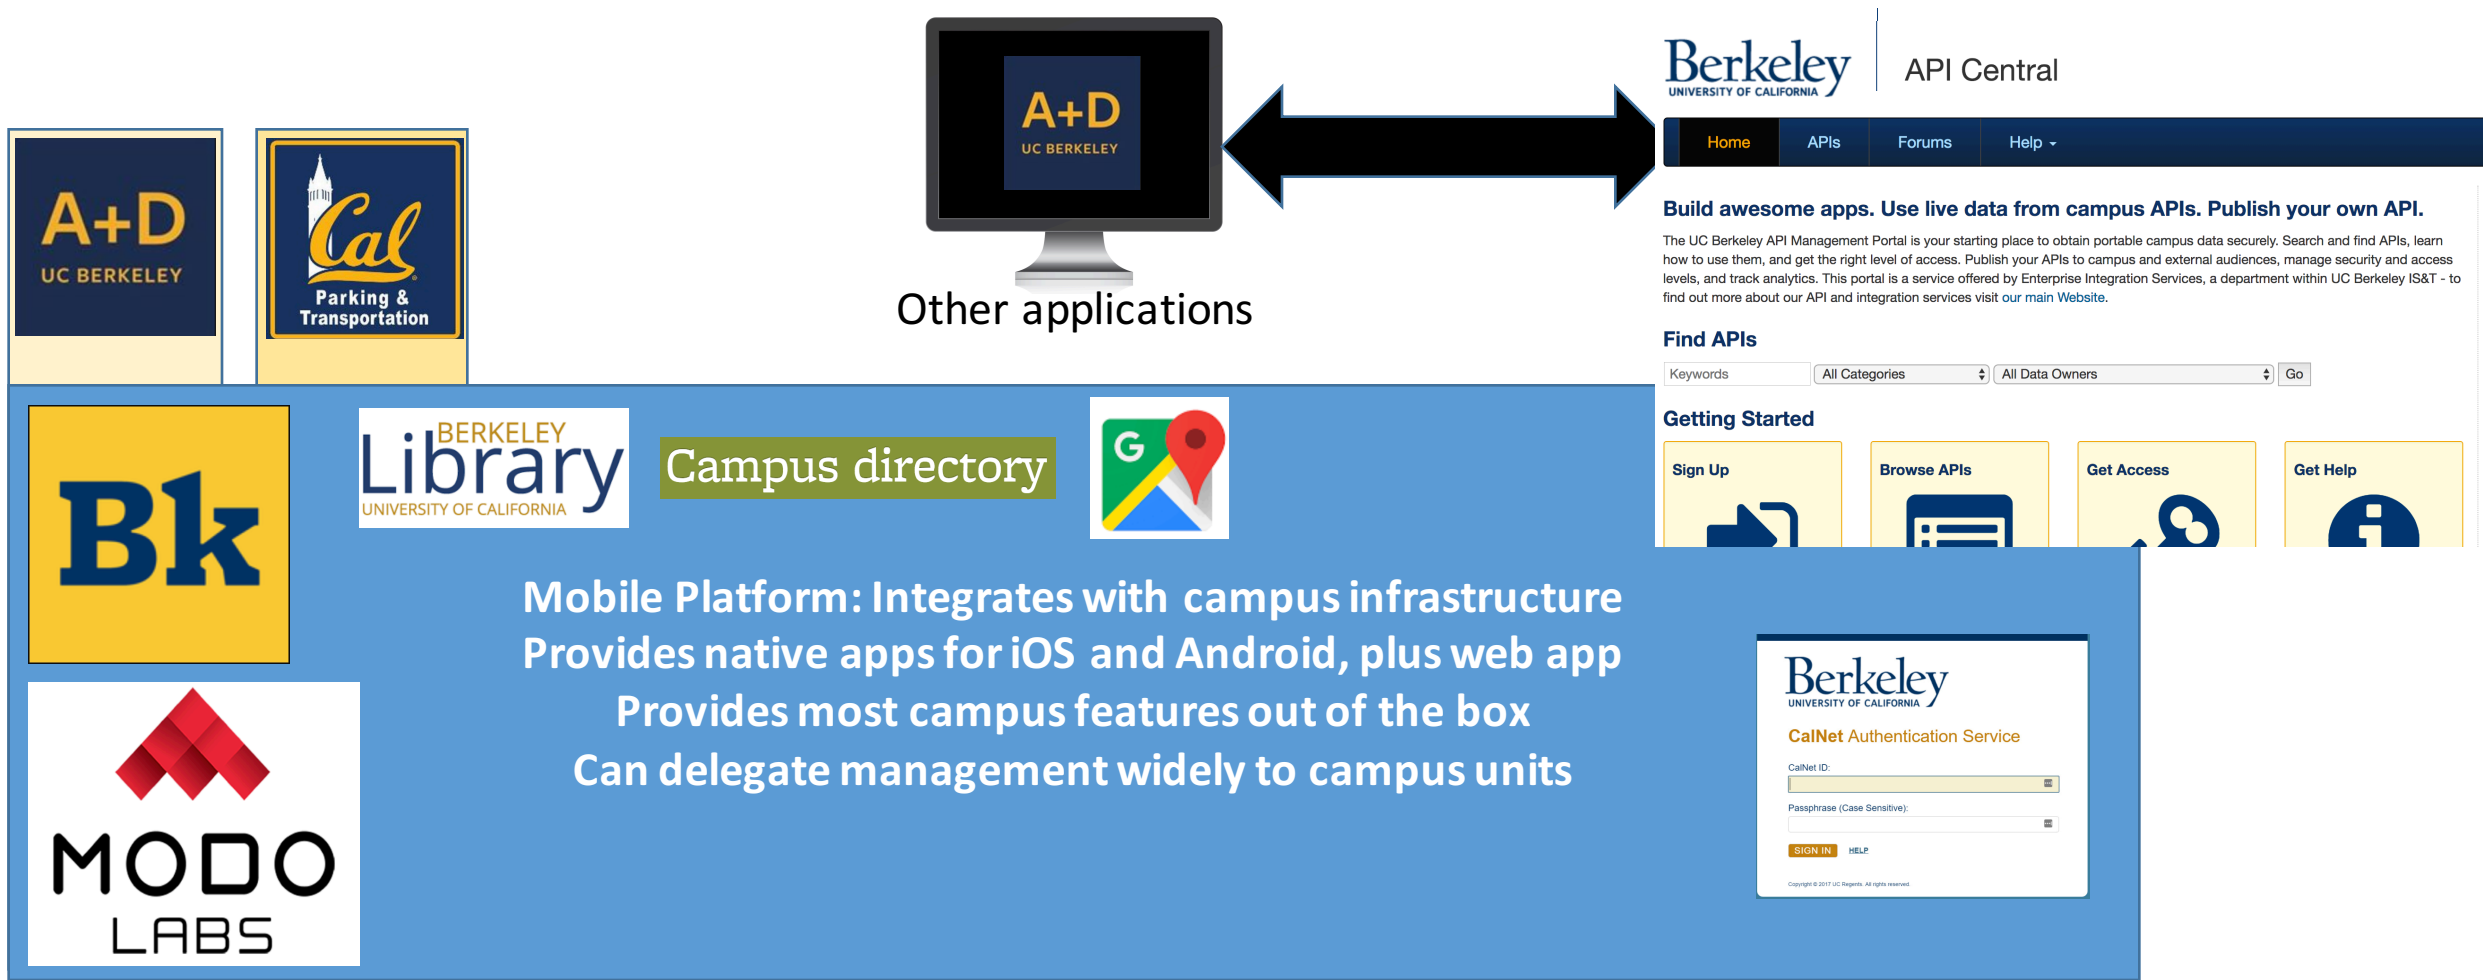 A+D
UC BERKELEY
Cal
Parking &
Transportation
A+D
UC BERKELEY
Other applications
Berkeley
UNIVERSITY OF CALIFORNIA
API Central
Home APIs Forums Help
Build awesome apps. Use live data from campus APIs. Publish your own API.
The UC Berkeley API Management Portal is your starting place to obtain portable campus data securely. Search and find APIs, learn
how to use them, and get the right level of access. Publish your APIs to campus and external audiences, manage security and access
levels, and track analytics. This portal is a service offered by Enterprise Integration Services, a department within UC Berkeley IS&T - to
find out more about our API and integration services visit our main Website.
Find APIs
Keywords All Categories All Data Owners Go
Getting Started
Sign Up Browse APIs Get Access Get Help
Bk
BERKELEY
Library
UNIVERSITY OF CALIFORNIA
Campus directory
G
Mobile Platform: Integrates with campus infrastructure
Provides native apps for iOS and Android, plus web app
Provides most campus features out of the box
Can delegate management widely to campus units
MODO
LABS
Berkeley
UNIVERSITY OF CALIFORNIA
CalNet Authentication Service
CalNet ID:
Passphrase (Case Sensitive):
SIGN IN HELP
Copyright © 2017 UC Regents. All rights reserved.